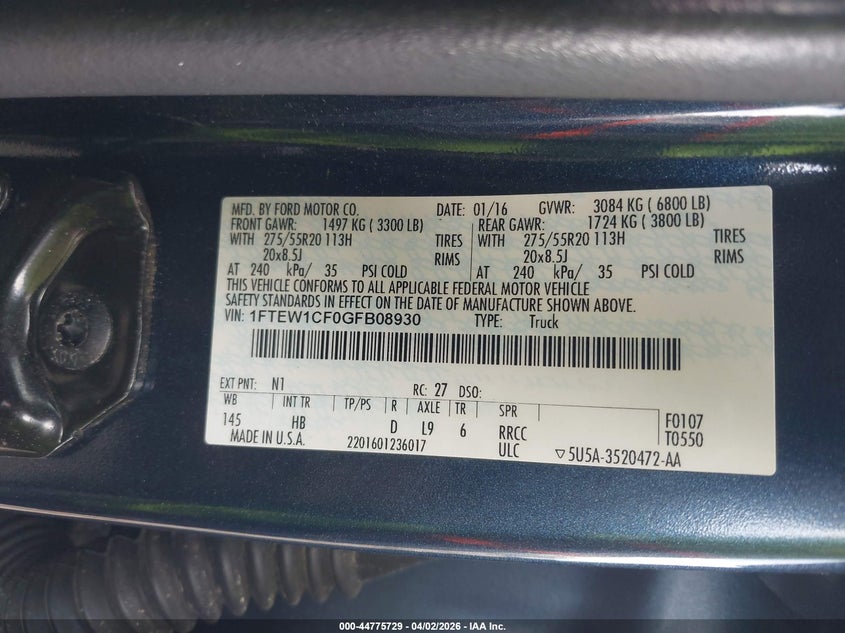 MFD. BY FORD MOTOR CO. DATE: 01/16 GVWR: 3084 KG ( 6800 LB)
FRONT GAWR: 1497 KG ( 3300 LB) REAR GAWR: 1724 KG ( 3800 LB)
WITH 275/55R20 113H TIRES WITH 275/55R20 113H TIRES
20x8.5J RIMS 20x8.5J RIMS
AT 240 kPa/ 35 PSI COLD AT 240 kPa/ 35 PSI COLD
THIS VEHICLE CONFORMS TO ALL APPLICABLE FEDERAL MOTOR VEHICLE
SAFETY STANDARDS IN EFFECT ON THE DATE OF MANUFACTURE SHOWN ABOVE.
VIN: 1FTEW1CF0GFB08930 TYPE: Truck
EXT PNT: N1 RC: 27 DSO:
WB INT TR TP/PS R AXLE TR SPR
145 HB D L9 6 RRCC F0107
MADE IN U.S.A. 2201601236017 ULC T0550
▽5U5A-3520472-AA
000-44775729 - 04/02/2026 - IAA Inc.